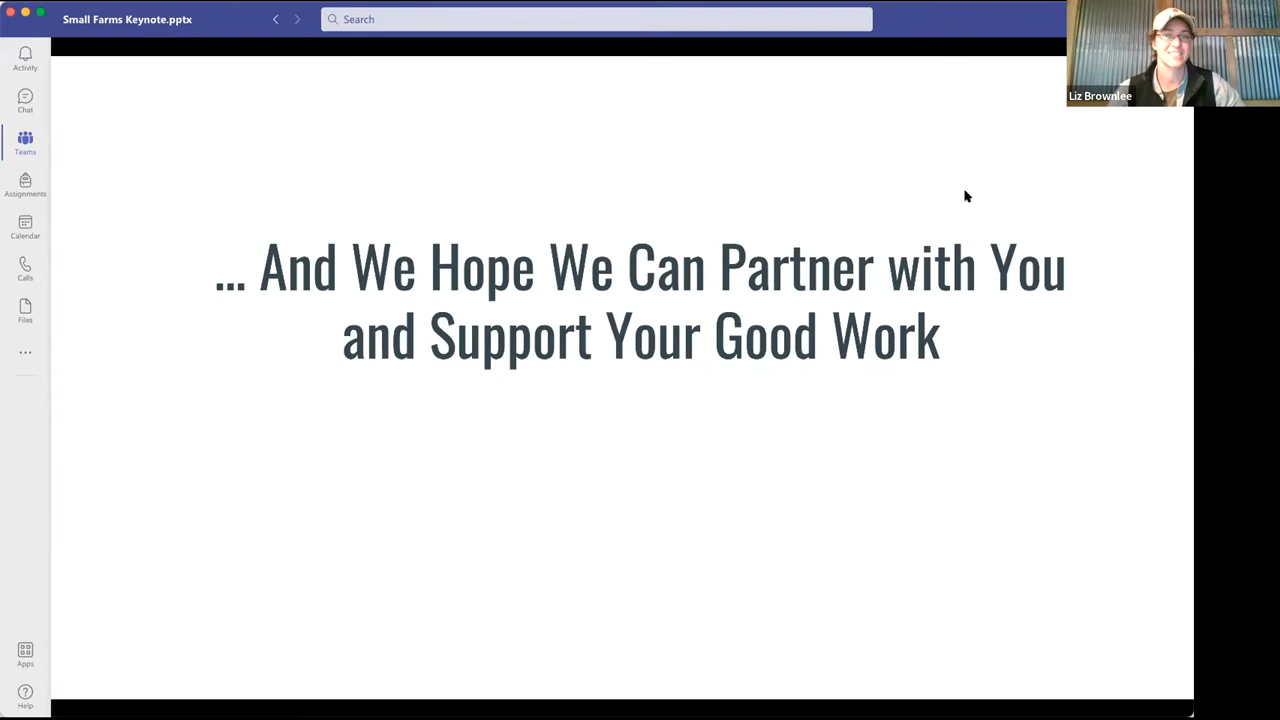 Small Farms Keynote.pptx
Search
Liz Brownlee
Activity
Chat
Teams
Assignments
Calendar
Calls
Files
Apps
Help
... And We Hope We Can Partner with You
and Support Your Good Work